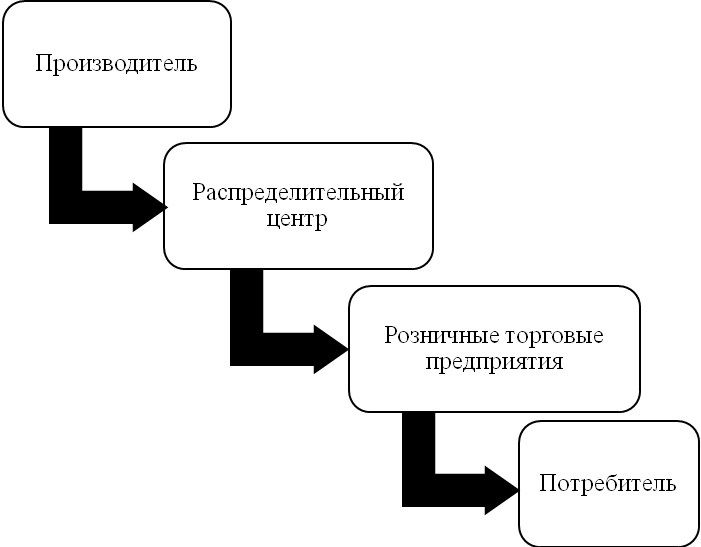 Производитель
Распределительный
центр
Розничные торговые
предприятия
Потребитель